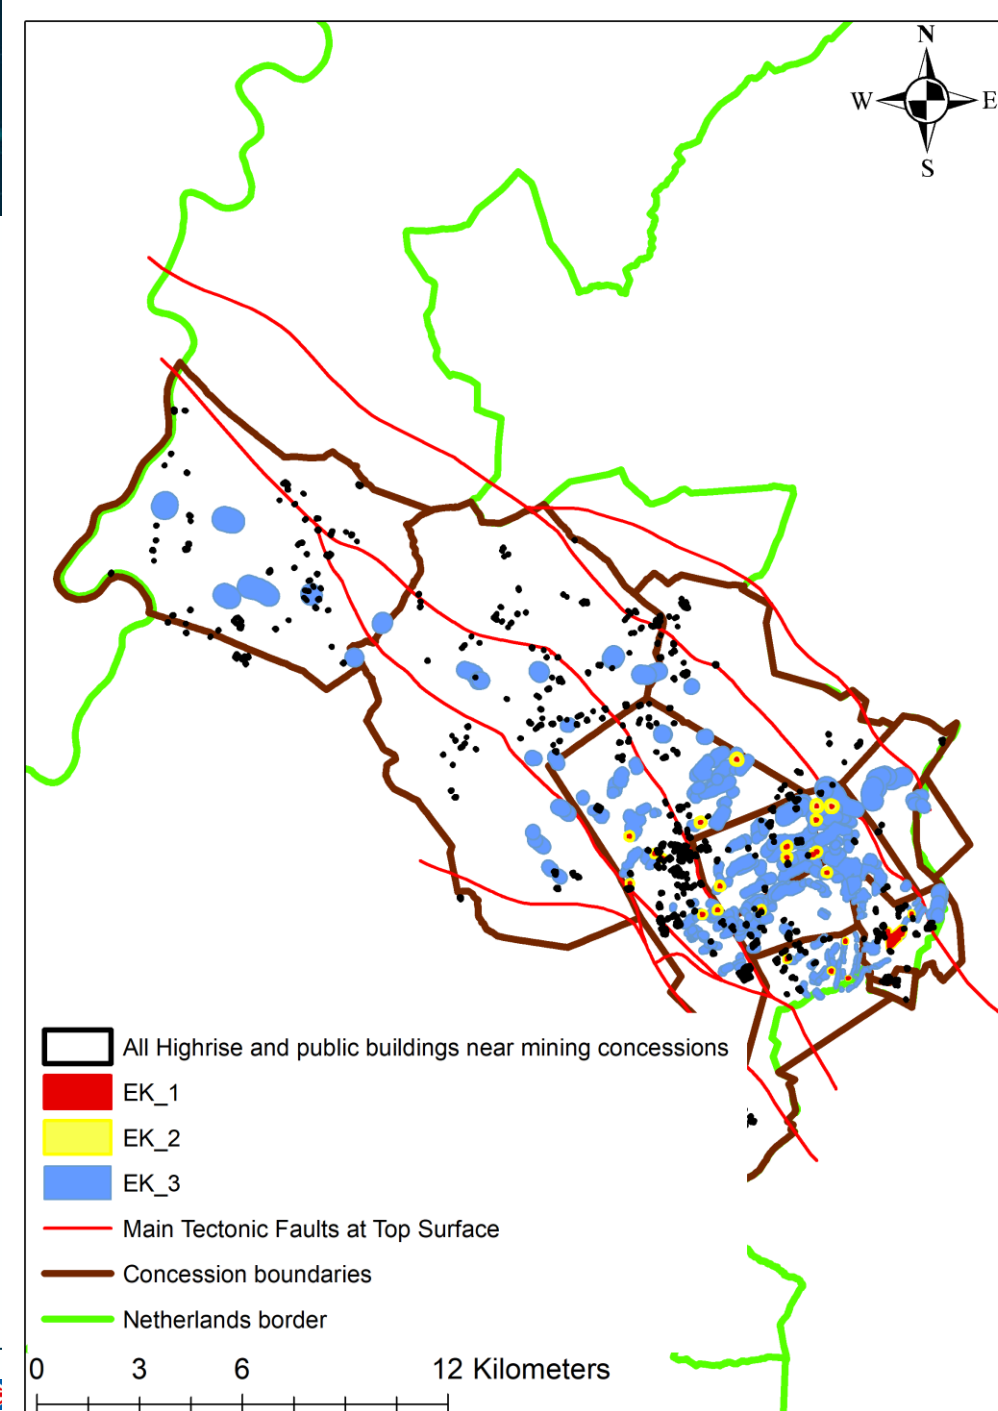 N
W E
S
All Highrise and public buildings near mining concessions
EK_1
EK_2
EK_3
Main Tectonic Faults at Top Surface
Concession boundaries
Netherlands border
0 3 6 12 Kilometers